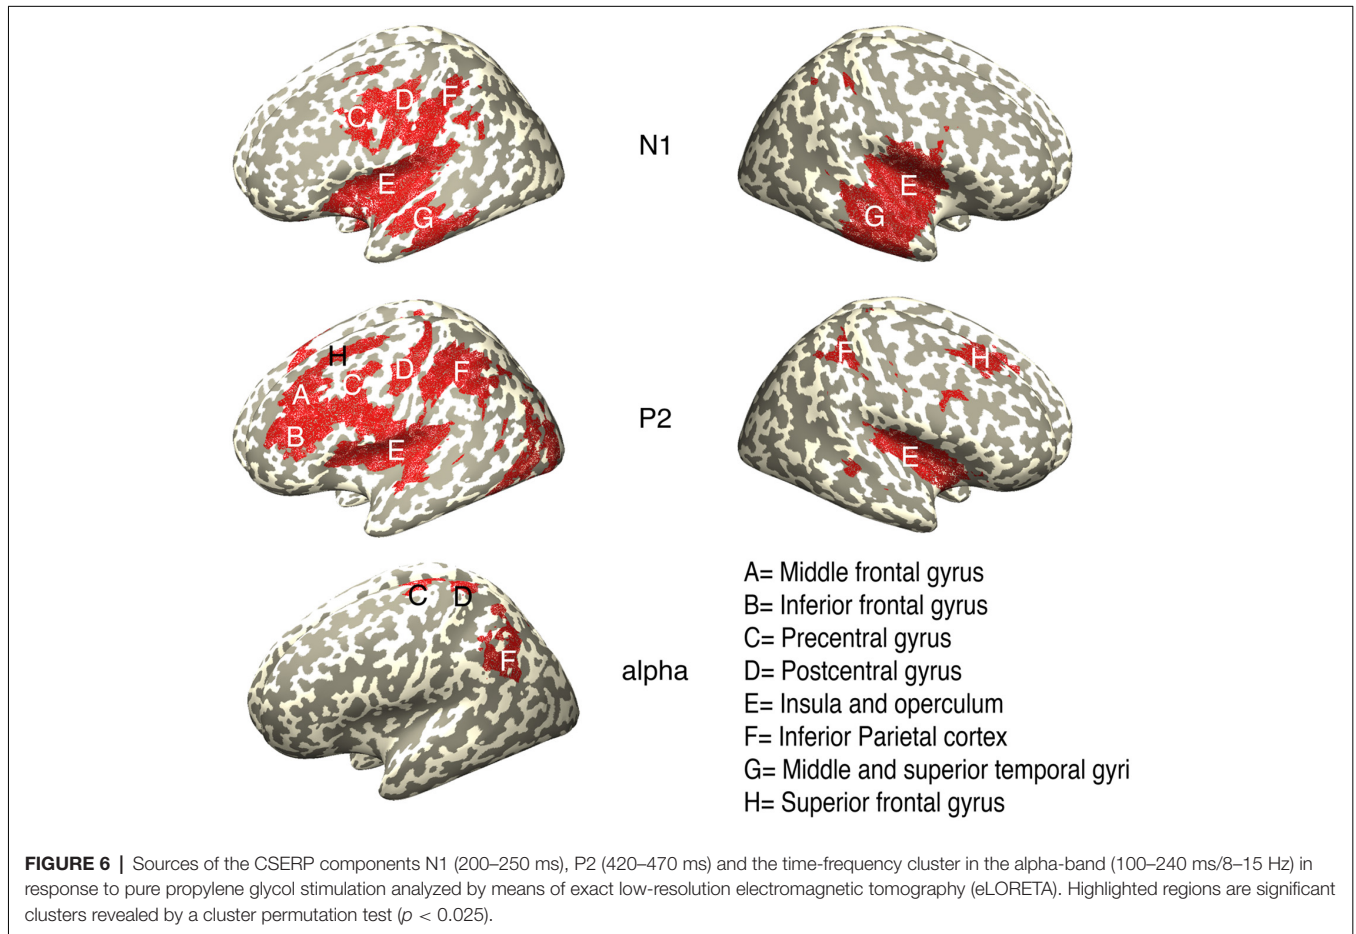 C D F
E
G
N1
E
G
H
A C D F
B E
P2
F H
E
C D
F
alpha
A= Middle frontal gyrus
B= Inferior frontal gyrus
C= Precentral gyrus
D= Postcentral gyrus
E= Insula and operculum
F= Inferior Parietal cortex
G= Middle and superior temporal gyri
H= Superior frontal gyrus
FIGURE 6 | Sources of the CSERP components N1 (200–250 ms), P2 (420–470 ms) and the time-frequency cluster in the alpha-band (100–240 ms/8–15 Hz) in
response to pure propylene glycol stimulation analyzed by means of exact low-resolution electromagnetic tomography (eLORETA). Highlighted regions are significant
clusters revealed by a cluster permutation test (p < 0.025).